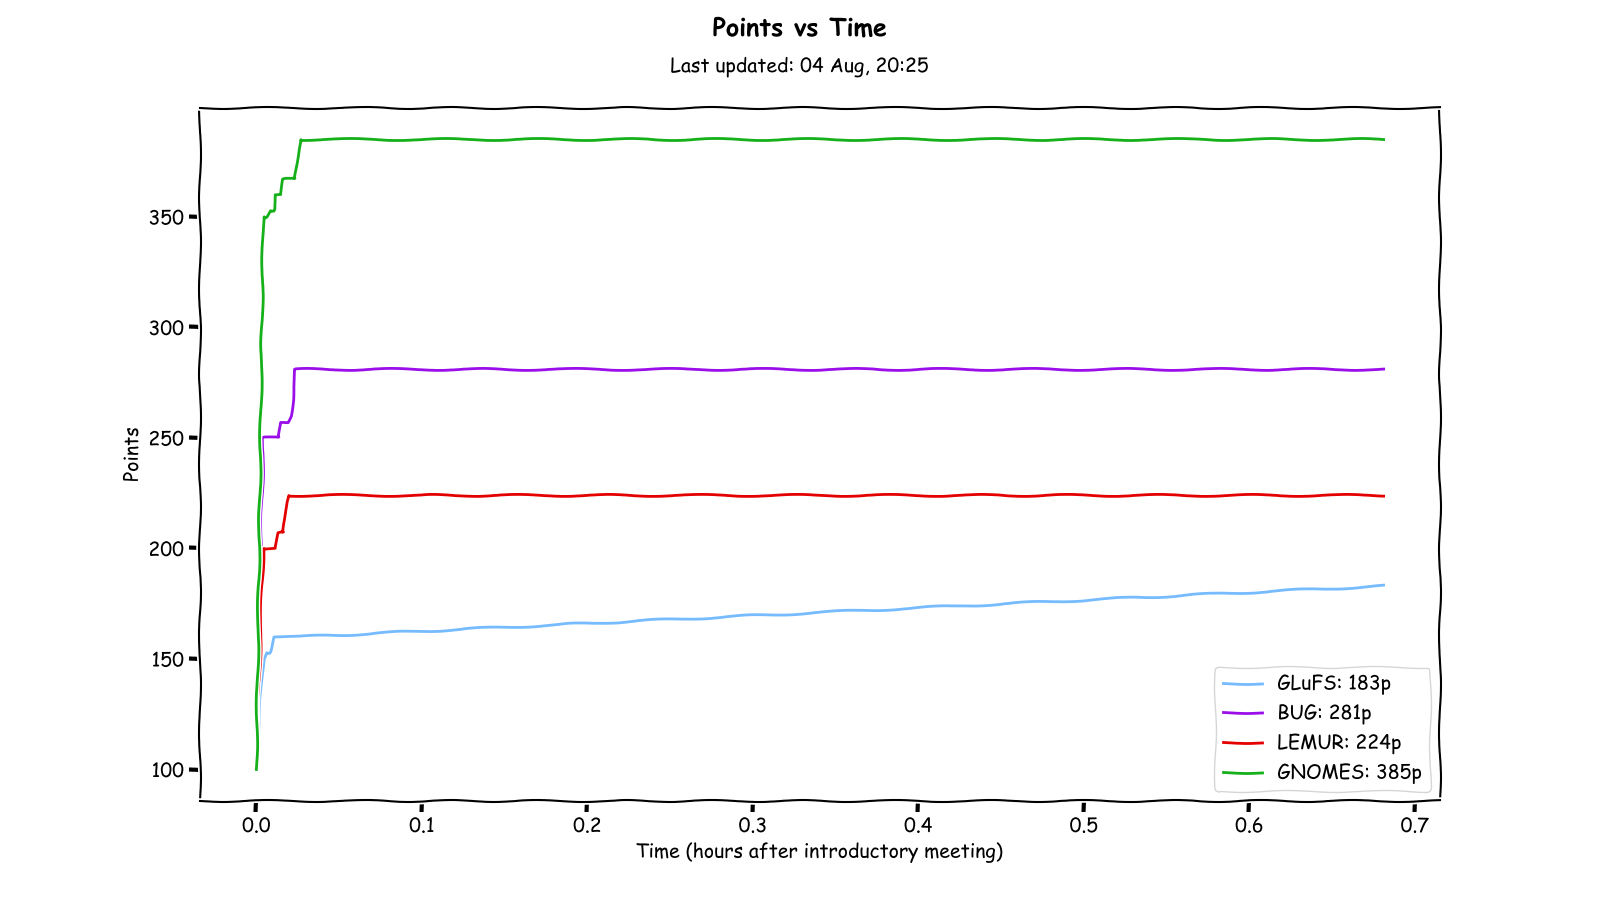 Points vs Time
Last updated: 04 Aug, 20:25
Points
350
300
250
200
150
100
GLuFS: 183p
BUG: 281p
LEMUR: 224p
GNOMES: 385p
0.0 0.1 0.2 0.3 0.4 0.5 0.6 0.7
Time (hours after introductory meeting)